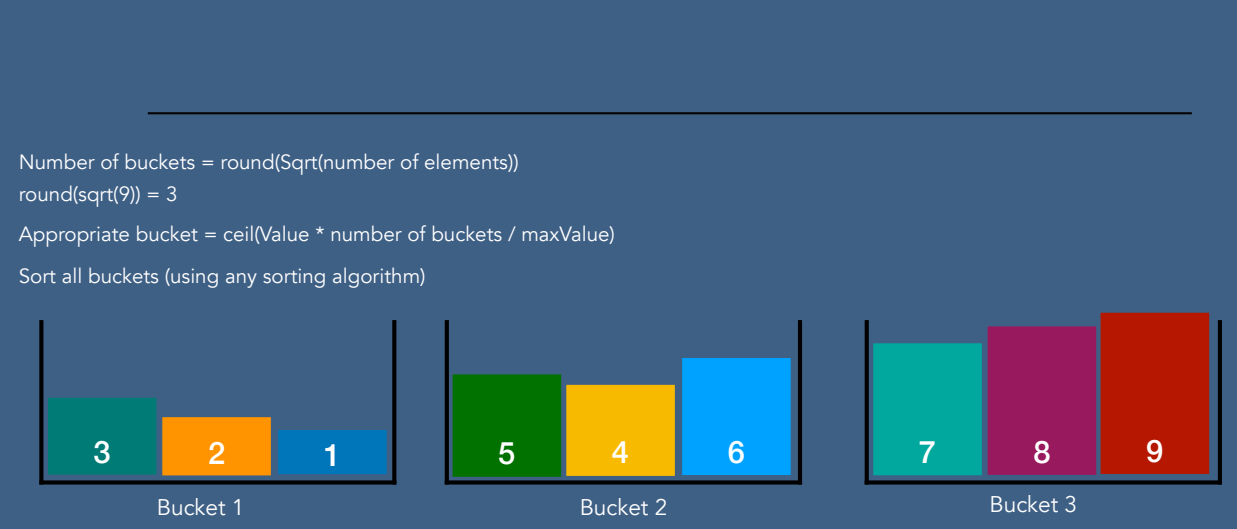 Number of buckets = round(Sqrt(number of elements))
round(sqrt(9)) = 3
Appropriate bucket = ceil(Value * number of buckets / maxValue)
Sort all buckets (using any sorting algorithm)
3 2 1 5 4 6 7 8 9
Bucket 1 Bucket 2 Bucket 3